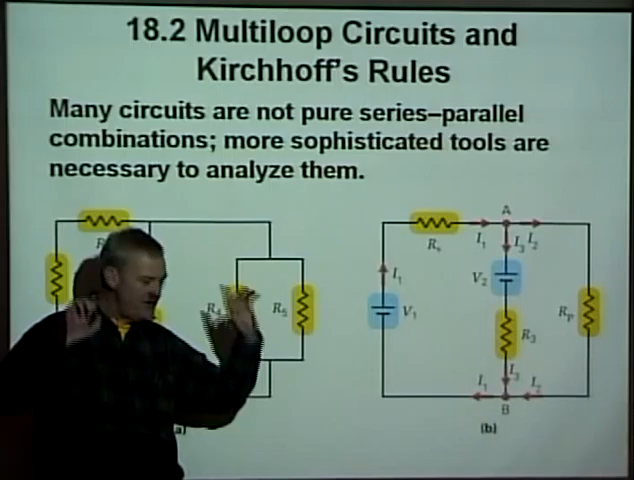 18.2 Multiloop Circuits and
Kirchhoff's Rules
Many circuits are not pure series–parallel
combinations; more sophisticated tools are
necessary to analyze them.
R₄
R₅
A
Rₛ
I₁
I₃
I₂
I₁
V₂
V₁
R₃
Rₚ
I₃
I₁
I₂
B
(b)